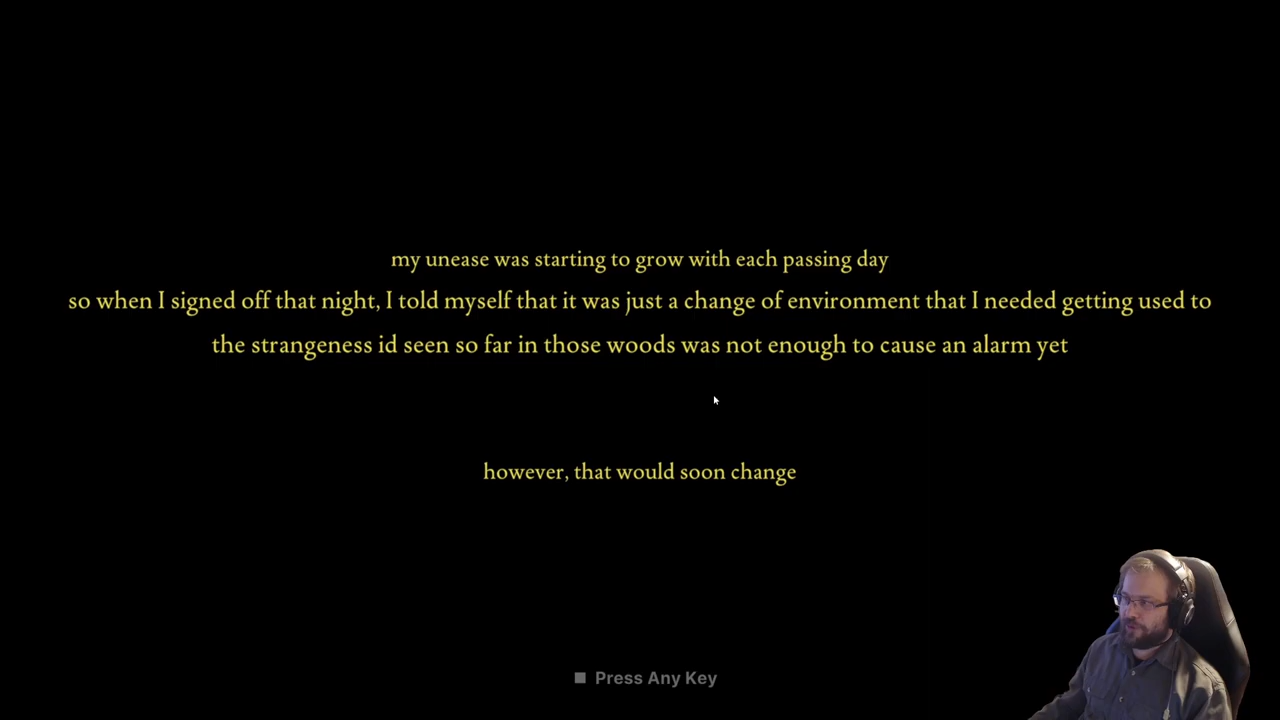 my unease was starting to grow with each passing day
so when I signed off that night, I told myself that it was just a change of environment that I needed getting used to
the strangeness id seen so far in those woods was not enough to cause an alarm yet
however, that would soon change
Press Any Key